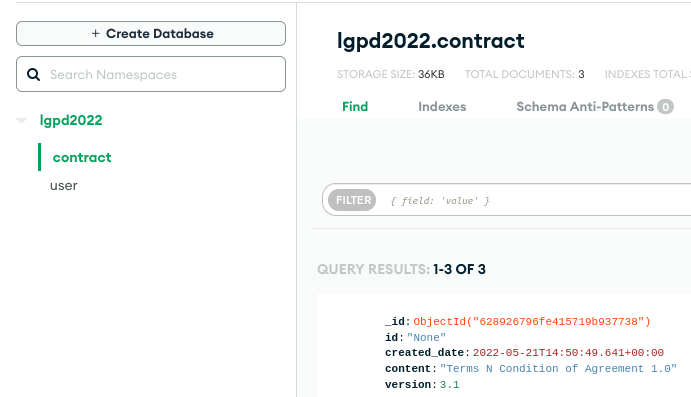 + Create Database
Search Namespaces
lgpd2022
contract
user
lgpd2022.contract
STORAGE SIZE: 36KB TOTAL DOCUMENTS: 3 INDEXES TOTAL
Find Indexes Schema Anti-Patterns 0
FILTER { field: 'value' }
QUERY RESULTS: 1-3 OF 3
_id: ObjectId("628926796fe415719b937738")
id: "None"
created_date: 2022-05-21T14:50:49.641+00:00
content: "Terms N Condition of Agreement 1.0"
version: 3.1